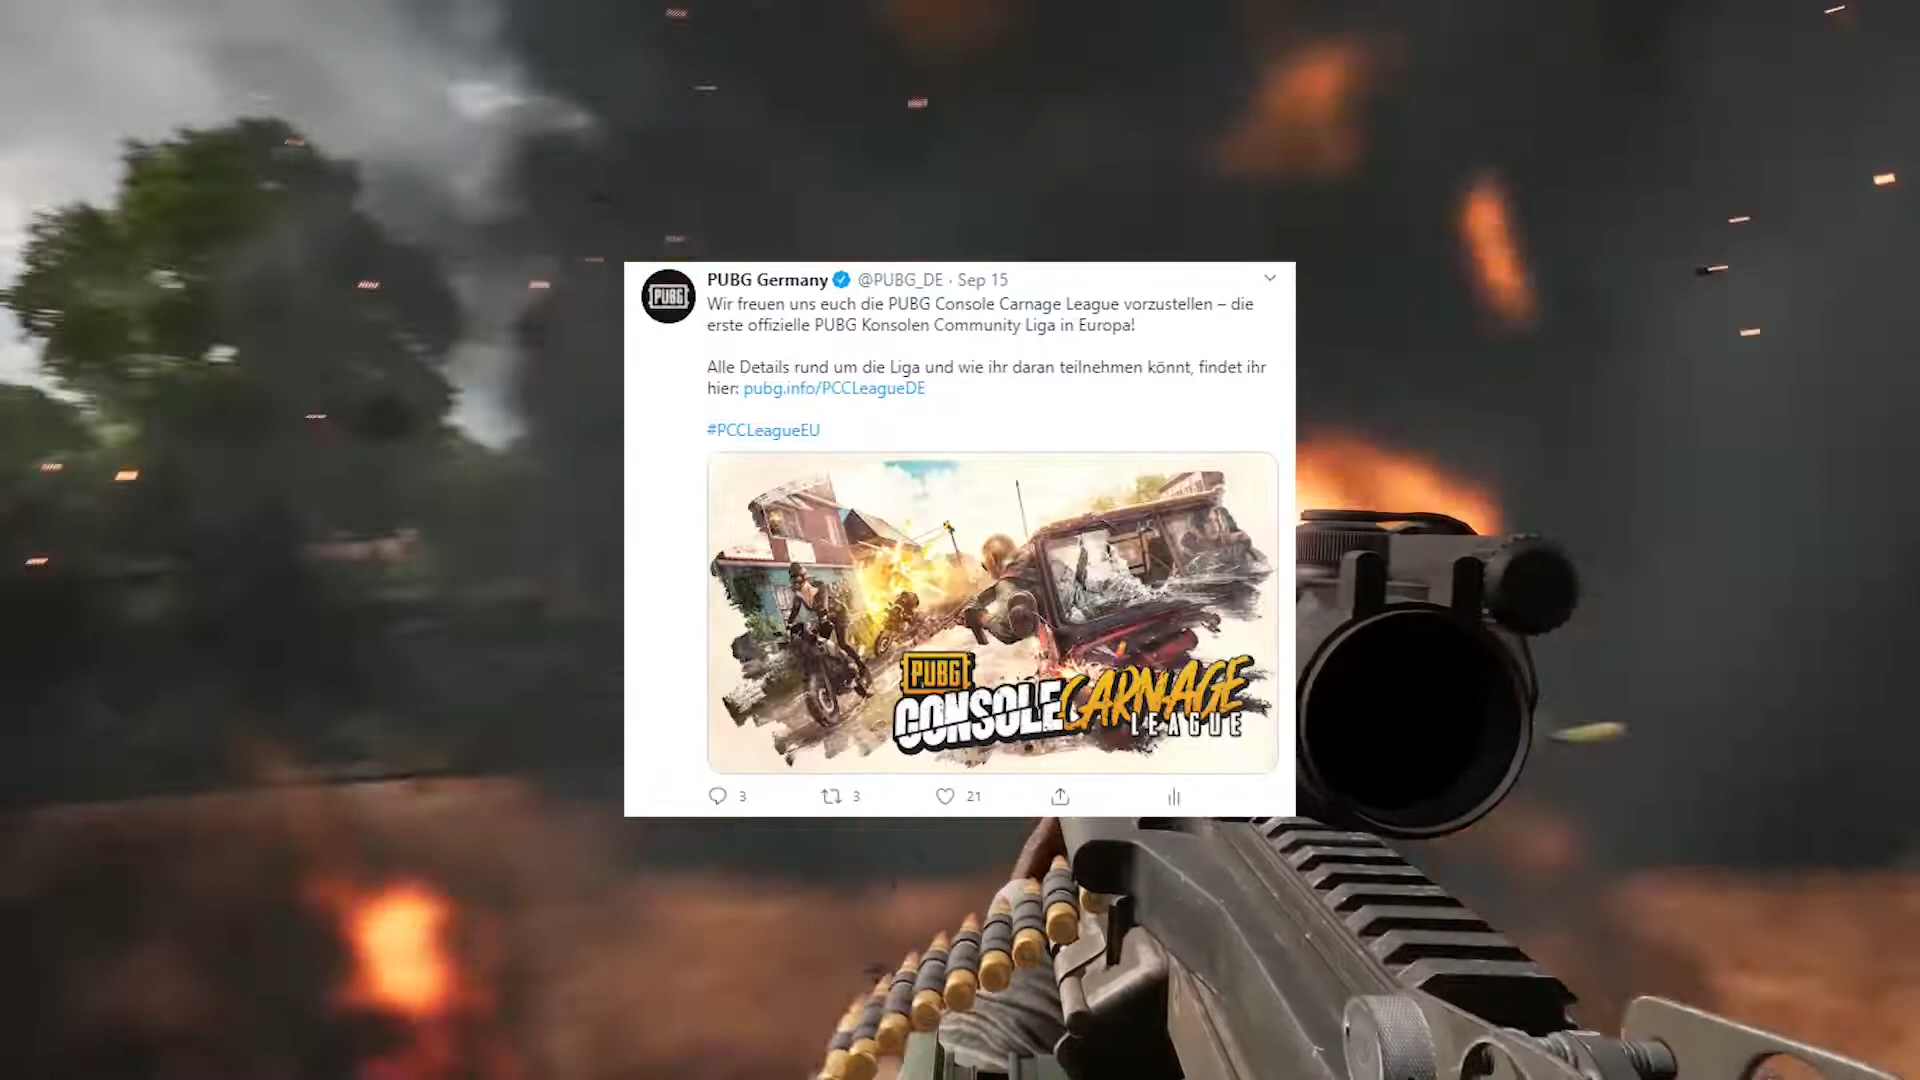 PUBG
PUBG Germany @PUBG_DE · Sep 15
Wir freuen uns euch die PUBG Console Carnage League vorzustellen – die
erste offizielle PUBG Konsolen Community Liga in Europa!
Alle Details rund um die Liga und wie ihr daran teilnehmen könnt, findet ihr
hier: pubg.info/PCCLeagueDE
#PCCLeagueEU
PUBG
CONSOLE CARNAGE
LEAGUE
3 3 21